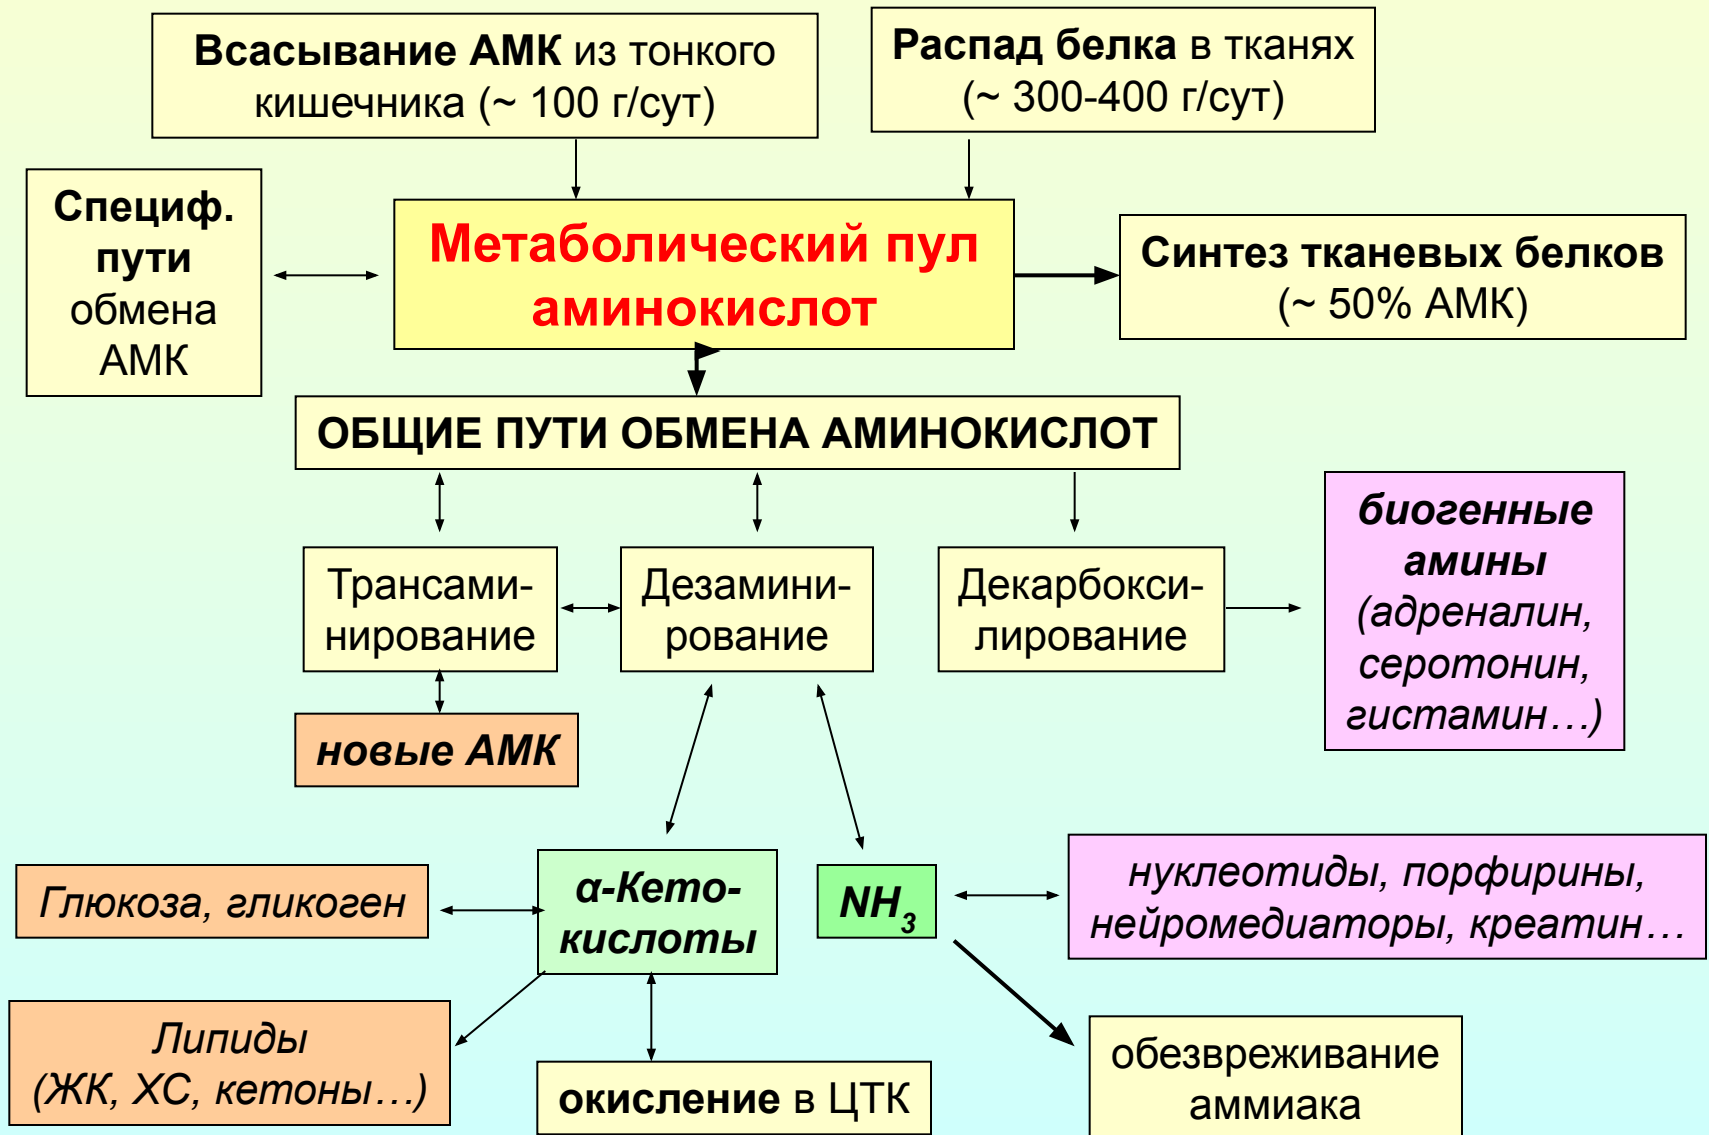 Всасывание АМК из тонкого
кишечника (~ 100 г/сут)
Распад белка в тканях
(~ 300-400 г/сут)
Специф.
пути
обмена
АМК
Метаболический пул
аминокислот
Синтез тканевых белков
(~ 50% АМК)
ОБЩИЕ ПУТИ ОБМЕНА АМИНОКИСЛОТ
Трансами-
нирование
Дезамини-
рование
Декарбокси-
лирование
биогенные
амины
(адреналин,
серотонин,
гистамин…)
новые АМК
Глюкоза, гликоген
α-Кето-
кислоты
NH₃
нуклеотиды, порфирины,
нейромедиаторы, креатин…
Липиды
(ЖК, ХС, кетоны…)
окисление в ЦТК
обезвреживание
аммиака